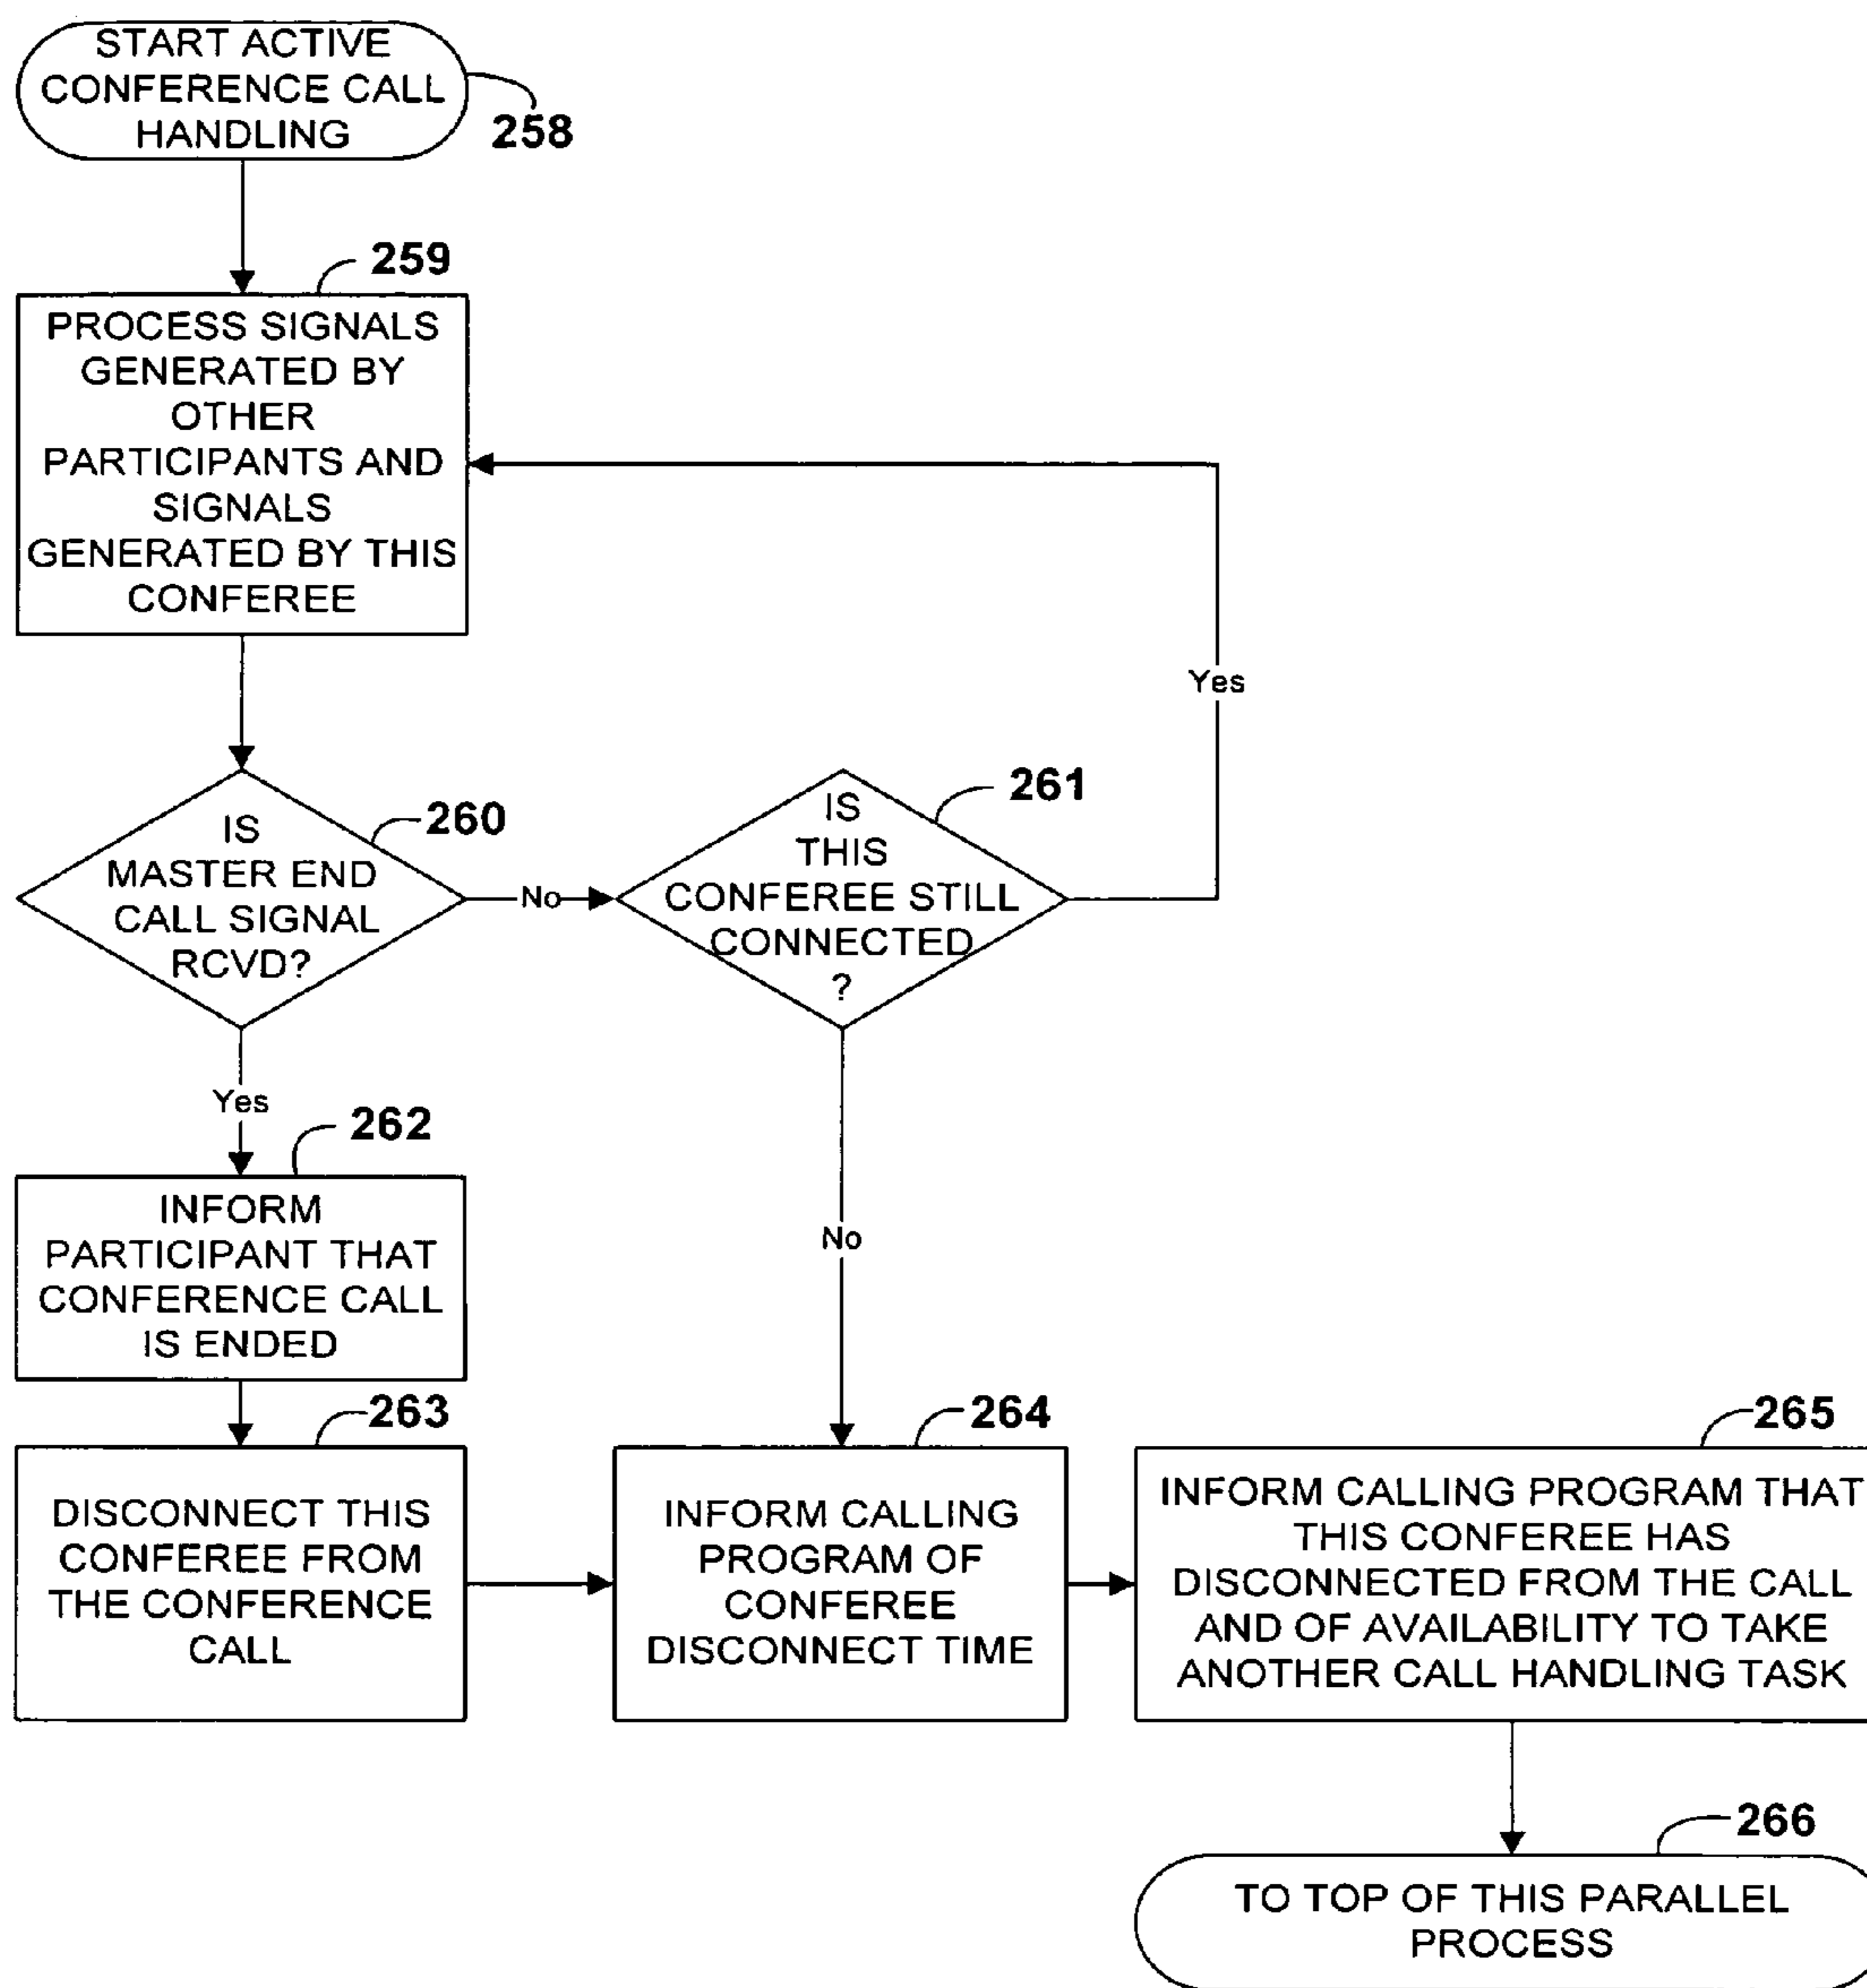 START ACTIVE
CONFERENCE CALL
HANDLING
258
259
PROCESS SIGNALS
GENERATED BY
OTHER
PARTICIPANTS AND
SIGNALS
GENERATED BY THIS
CONFEREE
Yes
260
IS
MASTER END
CALL SIGNAL
RCVD?
No
261
IS
THIS
CONFEREE STILL
CONNECTED
?
Yes
262
INFORM
PARTICIPANT THAT
CONFERENCE CALL
IS ENDED
No
263
DISCONNECT THIS
CONFEREE FROM
THE CONFERENCE
CALL
264
INFORM CALLING
PROGRAM OF
CONFEREE
DISCONNECT TIME
265
INFORM CALLING PROGRAM THAT
THIS CONFEREE HAS
DISCONNECTED FROM THE CALL
AND OF AVAILABILITY TO TAKE
ANOTHER CALL HANDLING TASK
266
TO TOP OF THIS PARALLEL
PROCESS